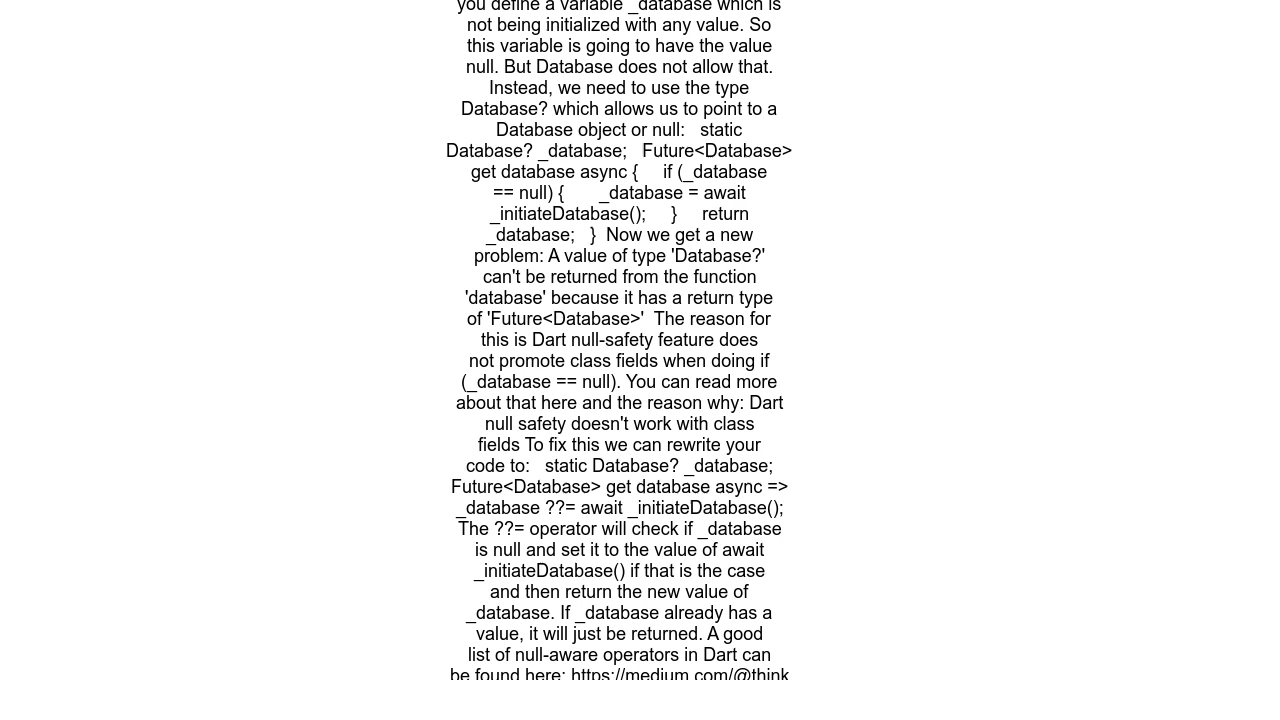 you define a variable _database which is
not being initialized with any value. So
this variable is going to have the value
null. But Database does not allow that.
Instead, we need to use the type
Database? which allows us to point to a
Database object or null:   static
Database? _database;   Future<Database>
get database async {     if (_database
== null) {       _database = await
_initiateDatabase();     }     return
_database;   }  Now we get a new
problem: A value of type 'Database?'
can't be returned from the function
'database' because it has a return type
of 'Future<Database>'  The reason for
this is Dart null-safety feature does
not promote class fields when doing if
(_database == null). You can read more
about that here and the reason why: Dart
null safety doesn't work with class
fields To fix this we can rewrite your
code to:   static Database? _database;
Future<Database> get database async =>
_database ??= await _initiateDatabase();
The ??= operator will check if _database
is null and set it to the value of await
_initiateDatabase() if that is the case
and then return the new value of
_database. If _database already has a
value, it will just be returned. A good
list of null-aware operators in Dart can
be found here: https://medium.com/@think